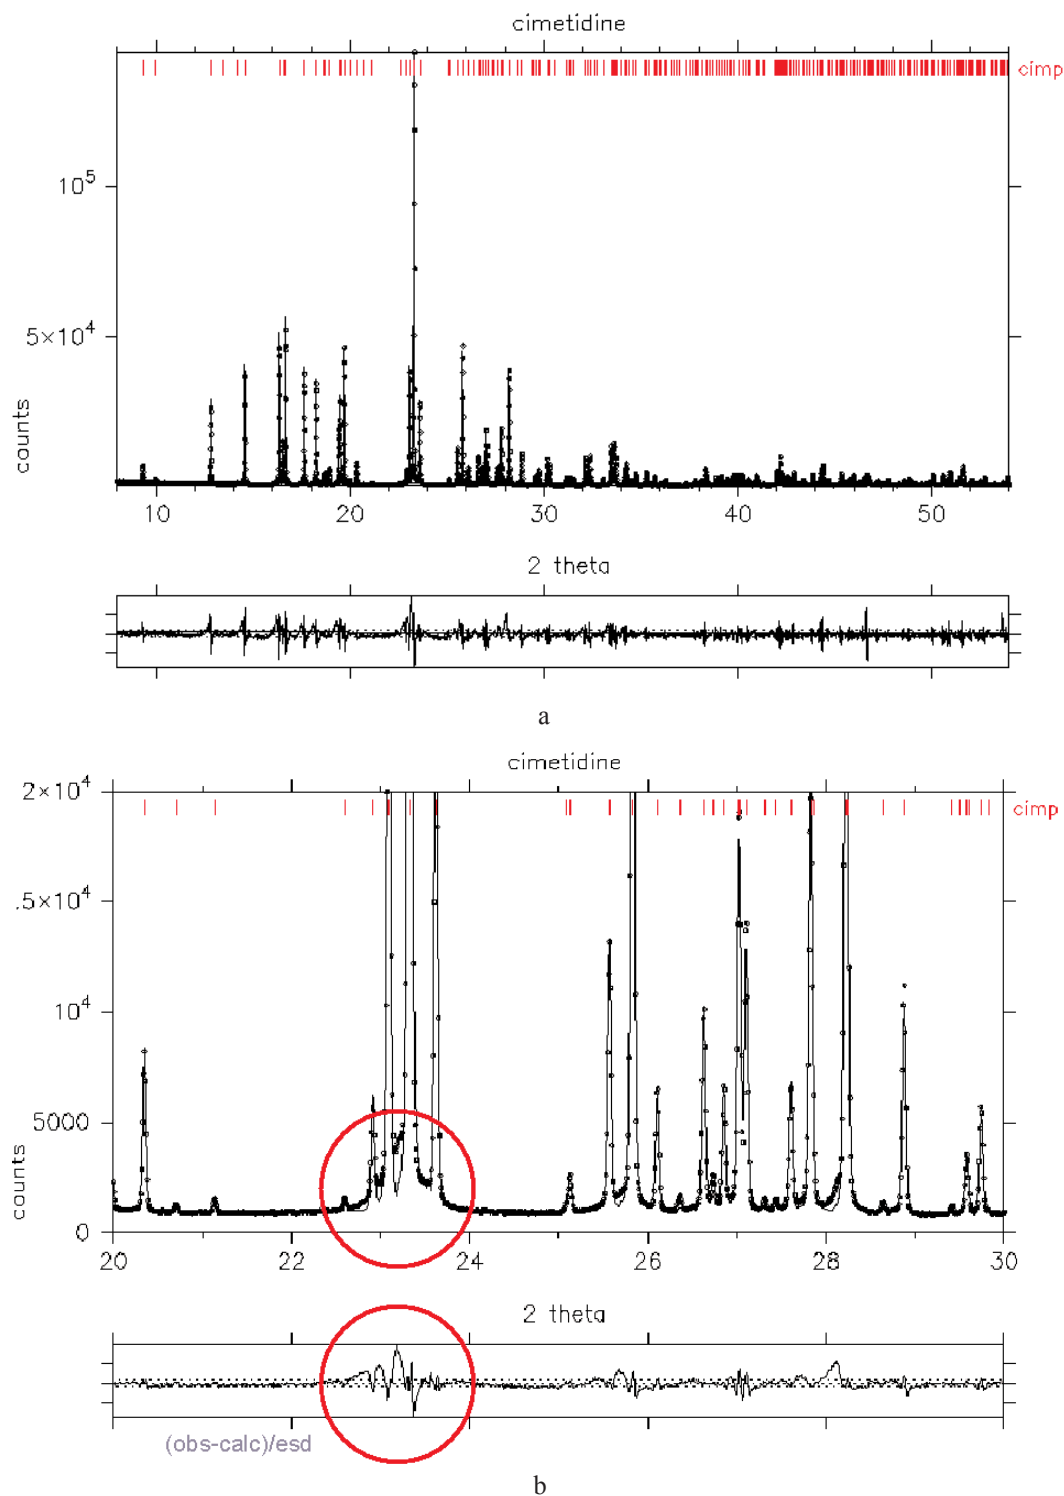 cimetidine
cimp
10⁵
5×10⁴
counts
10 20 30 40 50
2 theta
a
cimetidine
2×10⁴
cimp
.5×10⁴
10⁴
5000
counts
0
20 22 24 26 28 30
2 theta
(obs-calc)/esd
b